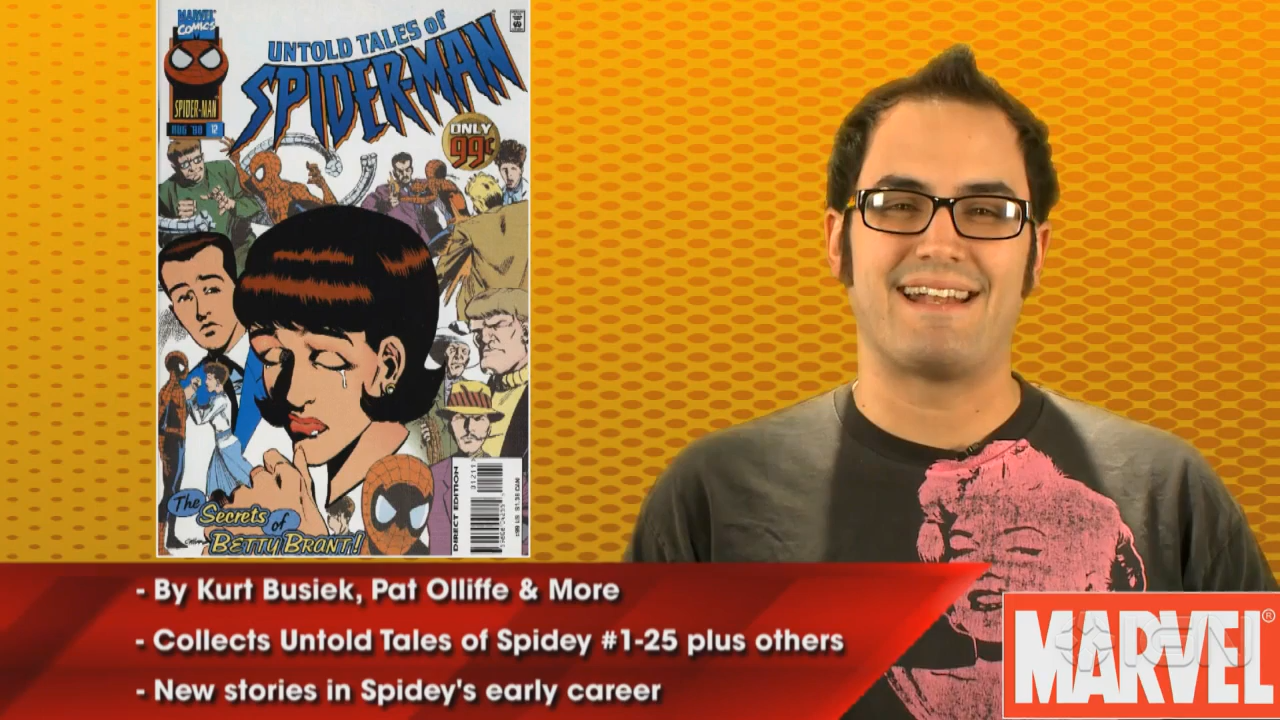 MARVEL COMICS
UNTOLD TALES OF
SPIDER-MAN
SPIDER-MAN
AUG '96 12
ONLY
99¢
The
Secrets
of
BETTY BRANT!
DIRECT EDITION
- By Kurt Busiek, Pat Olliffe & More
- Collects Untold Tales of Spidey #1-25 plus others
- New stories in Spidey's early career
MARVEL®
IGN